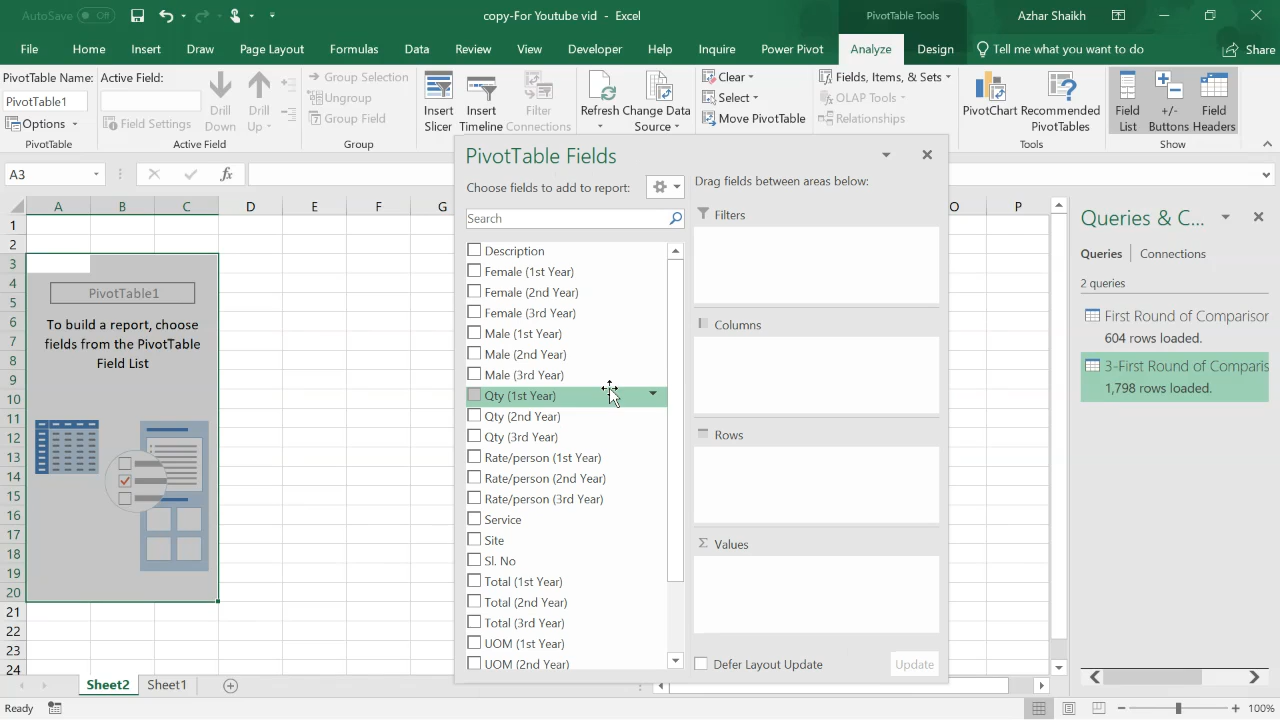 AutoSave Off
copy-For Youtube vid - Excel
PivotTable Tools
Azhar Shaikh
File Home Insert Draw Page Layout Formulas Data Review View Developer Help Inquire Power Pivot Analyze Design Tell me what you want to do Share
PivotTable Name:
PivotTable1
Options
PivotTable
Active Field:
Field Settings
Drill Down
Drill Up
Active Field
Group Selection
Ungroup
Group Field
Group
Insert Slicer
Insert Timeline
Filter Connections
Refresh
Change Data Source
Clear
Select
Move PivotTable
Fields, Items, & Sets
OLAP Tools
Relationships
PivotChart
Recommended PivotTables
Tools
Field List
+/- Buttons
Field Headers
Show
A3
fx
A B C D E F G O P
1
2
3
4
5
6
7
8
9
10
11
12
13
14
15
16
17
18
19
20
21
22
23
24
PivotTable1
To build a report, choose
fields from the PivotTable
Field List
PivotTable Fields
Choose fields to add to report:
Search
Description
Female (1st Year)
Female (2nd Year)
Female (3rd Year)
Male (1st Year)
Male (2nd Year)
Male (3rd Year)
Qty (1st Year)
Qty (2nd Year)
Qty (3rd Year)
Rate/person (1st Year)
Rate/person (2nd Year)
Rate/person (3rd Year)
Service
Site
Sl. No
Total (1st Year)
Total (2nd Year)
Total (3rd Year)
UOM (1st Year)
UOM (2nd Year)
Drag fields between areas below:
Filters
Columns
Rows
Σ Values
Defer Layout Update
Update
Queries & C...
Queries | Connections
2 queries
First Round of Comparisor
604 rows loaded.
3-First Round of Comparis
1,798 rows loaded.
Sheet2 Sheet1
Ready
100%